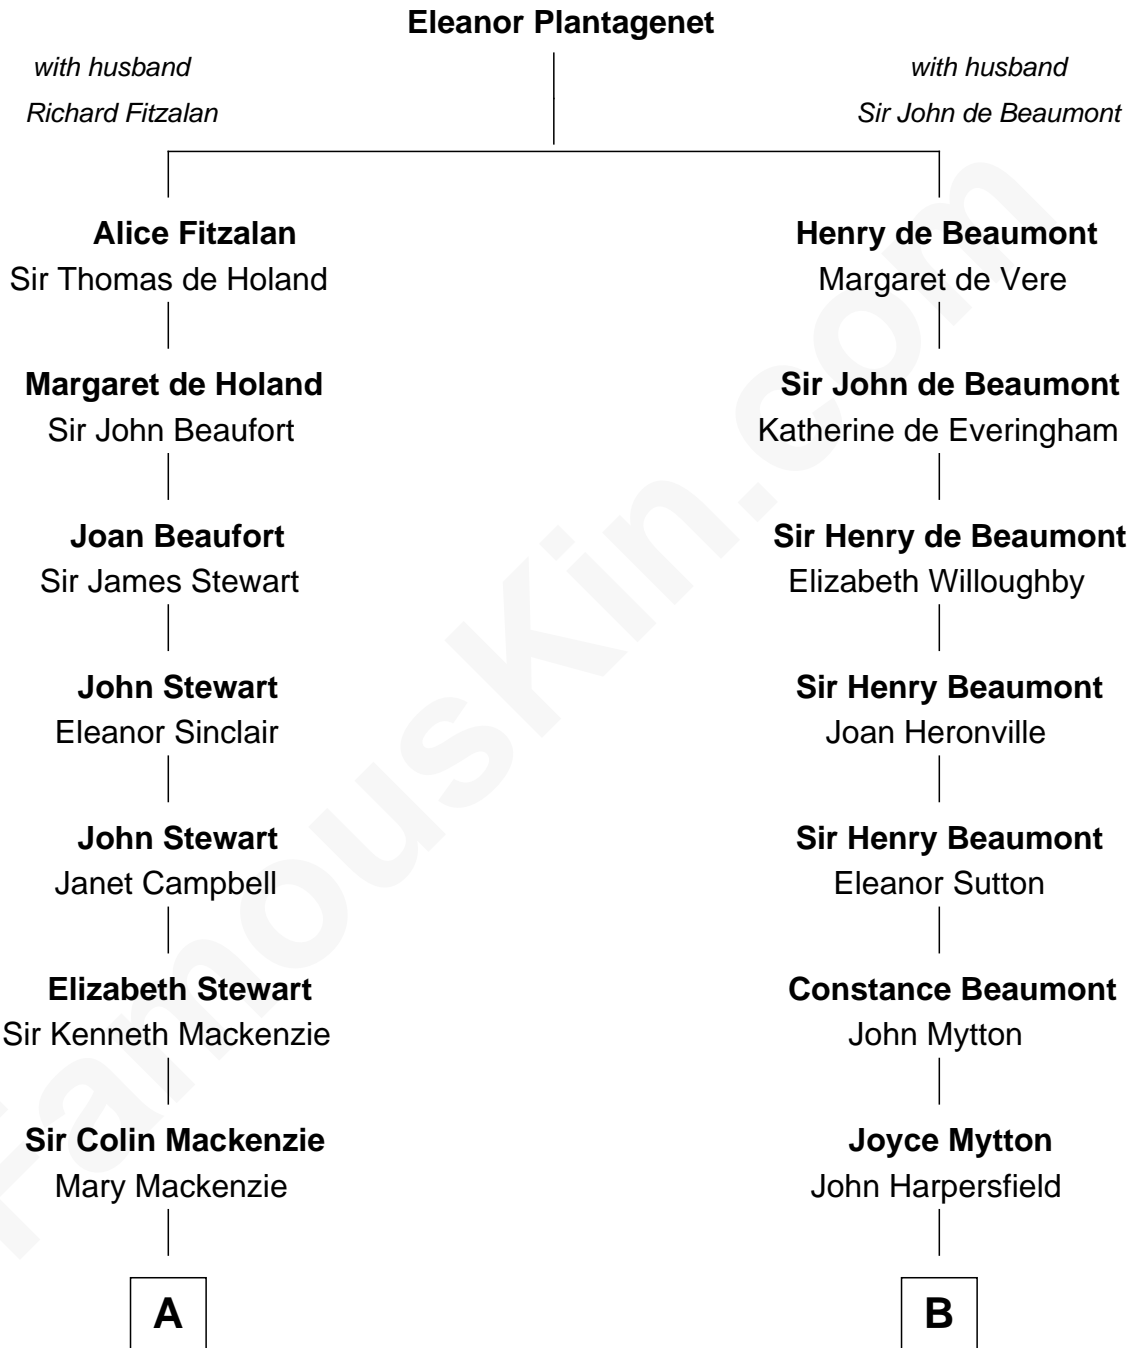 Eleanor Plantagenet
with husband
Richard Fitzalan
with husband
Sir John de Beaumont
Alice Fitzalan
Sir Thomas de Holand
Margaret de Holand
Sir John Beaufort
Joan Beaufort
Sir James Stewart
John Stewart
Eleanor Sinclair
John Stewart
Janet Campbell
Elizabeth Stewart
Sir Kenneth Mackenzie
Sir Colin Mackenzie
Mary Mackenzie
A
Henry de Beaumont
Margaret de Vere
Sir John de Beaumont
Katherine de Everingham
Sir Henry de Beaumont
Elizabeth Willoughby
Sir Henry Beaumont
Joan Heronville
Sir Henry Beaumont
Eleanor Sutton
Constance Beaumont
John Mytton
Joyce Mytton
John Harpersfield
B
FamousKin.com